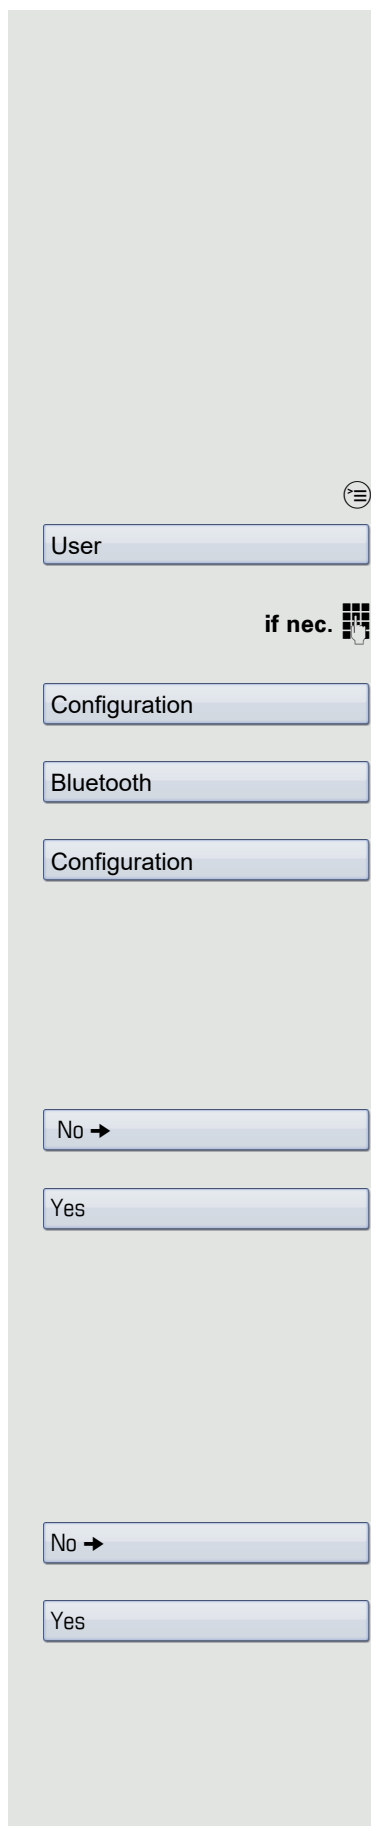 User
if nec.
Configuration
Bluetooth
Configuration
No →
Yes
No →
Yes